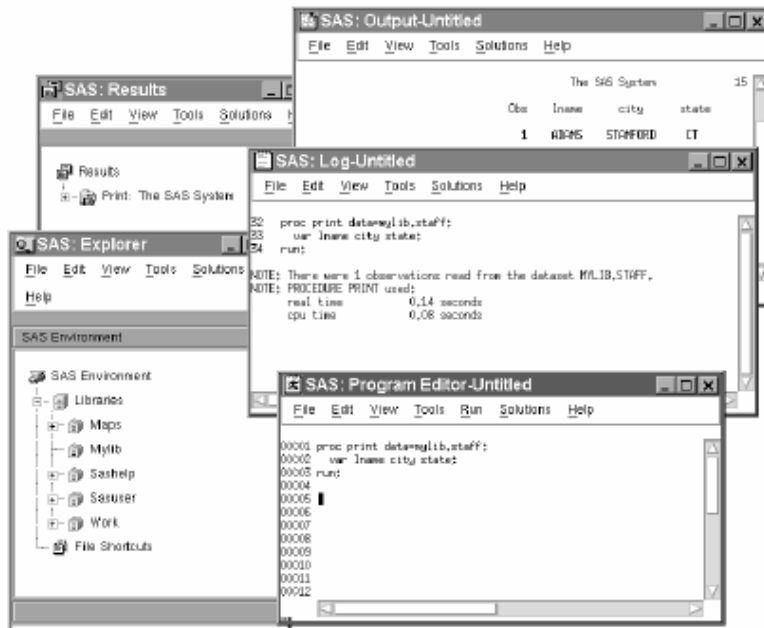 SAS: Output-Untitled
File Edit View Tools Solutions Help
The SAS System 15
Obs lname city state
1 ADAMS STANFORD CT
SAS: Results
File Edit View Tools Solutions
Results
Print: The SAS System
SAS: Log-Untitled
File Edit View Tools Solutions Help
32 proc print data=mylib.staff;
33 var lname city state;
34 run;
NOTE: There were 1 observations read from the dataset MYLIB.STAFF.
NOTE: PROCEDURE PRINT used:
real time 0.14 seconds
cpu time 0.08 seconds
SAS: Explorer
File Edit View Tools Solutions
Help
SAS Environment
SAS Environment
Libraries
Maps
Mylib
Sashelp
Sasuser
Work
File Shortcuts
SAS: Program Editor-Untitled
File Edit View Tools Run Solutions Help
00001 proc print data=mylib.staff;
00002 var lname city state;
00003 run;
00004
00005
00006
00007
00008
00009
00010
00011
00012